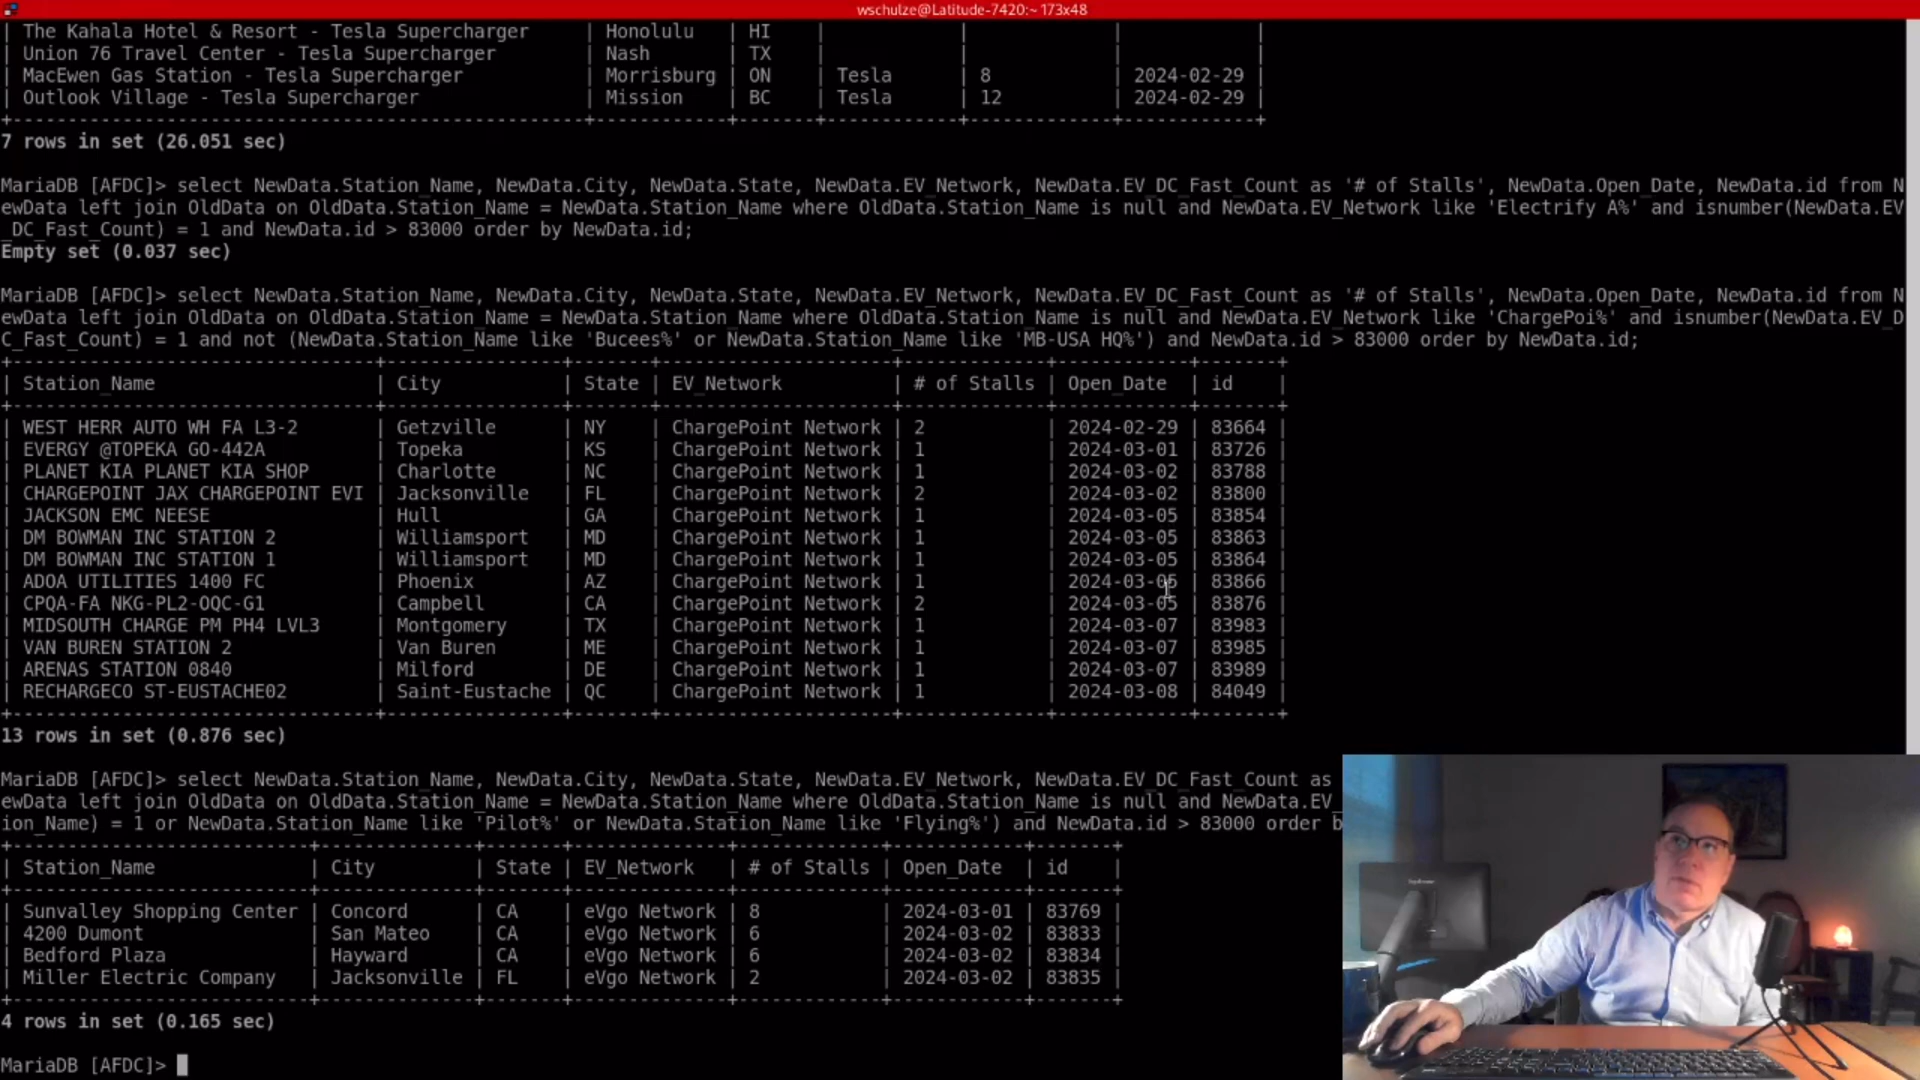 wschulze@Latitude-7420:~ 173x48
| The Kahala Hotel & Resort - Tesla Supercharger | Honolulu | HI | | | |
| Union 76 Travel Center - Tesla Supercharger | Nash | TX | | | |
| MacEwen Gas Station - Tesla Supercharger | Morrisburg | ON | Tesla | 8 | 2024-02-29 |
| Outlook Village - Tesla Supercharger | Mission | BC | Tesla | 12 | 2024-02-29 |
7 rows in set (26.051 sec)
MariaDB [AFDC]> select NewData.Station_Name, NewData.City, NewData.State, NewData.EV_Network, NewData.EV_DC_Fast_Count as '# of Stalls', NewData.Open_Date, NewData.id from N
ewData left join OldData on OldData.Station_Name = NewData.Station_Name where OldData.Station_Name is null and NewData.EV_Network like 'Electrify A%' and isnumber(NewData.EV
_DC_Fast_Count) = 1 and NewData.id > 83000 order by NewData.id;
Empty set (0.037 sec)
MariaDB [AFDC]> select NewData.Station_Name, NewData.City, NewData.State, NewData.EV_Network, NewData.EV_DC_Fast_Count as '# of Stalls', NewData.Open_Date, NewData.id from N
ewData left join OldData on OldData.Station_Name = NewData.Station_Name where OldData.Station_Name is null and NewData.EV_Network like 'ChargePoi%' and isnumber(NewData.EV_D
C_Fast_Count) = 1 and not (NewData.Station_Name like 'Bucees%' or NewData.Station_Name like 'MB-USA HQ%') and NewData.id > 83000 order by NewData.id;
| Station_Name | City | State | EV_Network | # of Stalls | Open_Date | id |
| WEST HERR AUTO WH FA L3-2 | Getzville | NY | ChargePoint Network | 2 | 2024-02-29 | 83664 |
| EVERGY @TOPEKA GO-442A | Topeka | KS | ChargePoint Network | 1 | 2024-03-01 | 83726 |
| PLANET KIA PLANET KIA SHOP | Charlotte | NC | ChargePoint Network | 1 | 2024-03-02 | 83788 |
| CHARGEPOINT JAX CHARGEPOINT EVI | Jacksonville | FL | ChargePoint Network | 2 | 2024-03-02 | 83800 |
| JACKSON EMC NEESE | Hull | GA | ChargePoint Network | 1 | 2024-03-05 | 83854 |
| DM BOWMAN INC STATION 2 | Williamsport | MD | ChargePoint Network | 1 | 2024-03-05 | 83863 |
| DM BOWMAN INC STATION 1 | Williamsport | MD | ChargePoint Network | 1 | 2024-03-05 | 83864 |
| ADOA UTILITIES 1400 FC | Phoenix | AZ | ChargePoint Network | 1 | 2024-03-05 | 83866 |
| CPQA-FA NKG-PL2-OQC-G1 | Campbell | CA | ChargePoint Network | 2 | 2024-03-05 | 83876 |
| MIDSOUTH CHARGE PM PH4 LVL3 | Montgomery | TX | ChargePoint Network | 1 | 2024-03-07 | 83983 |
| VAN BUREN STATION 2 | Van Buren | ME | ChargePoint Network | 1 | 2024-03-07 | 83985 |
| ARENAS STATION 0840 | Milford | DE | ChargePoint Network | 1 | 2024-03-07 | 83989 |
| RECHARGECO ST-EUSTACHE02 | Saint-Eustache | QC | ChargePoint Network | 1 | 2024-03-08 | 84049 |
13 rows in set (0.876 sec)
MariaDB [AFDC]> select NewData.Station_Name, NewData.City, NewData.State, NewData.EV_Network, NewData.EV_DC_Fast_Count as
ewData left join OldData on OldData.Station_Name = NewData.Station_Name where OldData.Station_Name is null and NewData.EV_
ion_Name) = 1 or NewData.Station_Name like 'Pilot%' or NewData.Station_Name like 'Flying%') and NewData.id > 83000 order b
| Station_Name | City | State | EV_Network | # of Stalls | Open_Date | id |
| Sunvalley Shopping Center | Concord | CA | eVgo Network | 8 | 2024-03-01 | 83769 |
| 4200 Dumont | San Mateo | CA | eVgo Network | 6 | 2024-03-02 | 83833 |
| Bedford Plaza | Hayward | CA | eVgo Network | 6 | 2024-03-02 | 83834 |
| Miller Electric Company | Jacksonville | FL | eVgo Network | 2 | 2024-03-02 | 83835 |
4 rows in set (0.165 sec)
MariaDB [AFDC]>